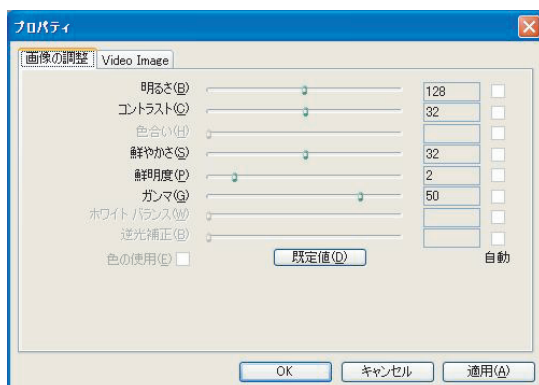 プロパティ
画像の調整 Video Image
明るさ(B) 128
コントラスト(C) 32
色合い(H)
鮮やかさ(S) 32
鮮明度(P) 2
ガンマ(G) 50
ホワイト バランス(W)
逆光補正(B)
色の使用(E) 既定値(D) 自動
OK キャンセル 適用(A)